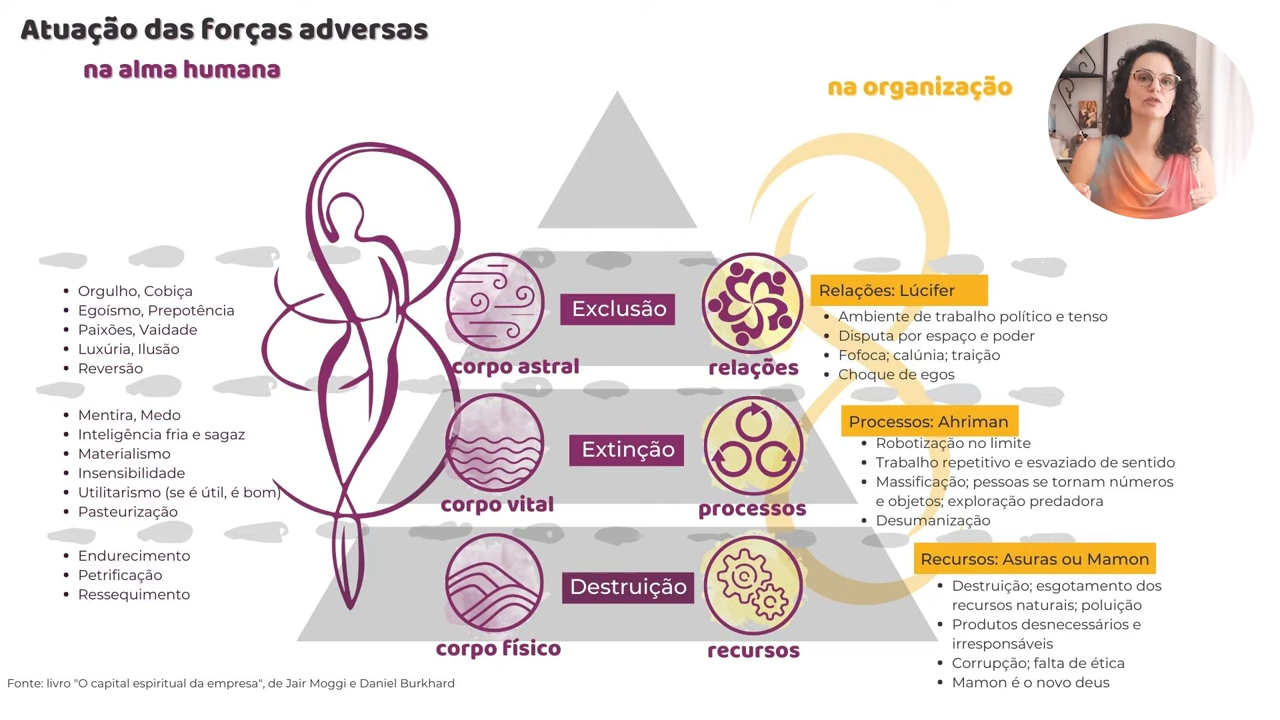 Atuação das forças adversas
na alma humana
na organização
Orgulho, Cobiça
Egoísmo, Prepotência
Paixões, Vaidade
Luxúria, Ilusão
Reversão
Exclusão
corpo astral
relações
Relações: Lúcifer
Ambiente de trabalho político e tenso
Disputa por espaço e poder
Fofoca; calúnia; traição
Choque de egos
Mentira, Medo
Inteligência fria e sagaz
Materialismo
Insensibilidade
Utilitarismo (se é útil, é bom)
Pasteurização
Extinção
corpo vital
processos
Processos: Ahriman
Robotização no limite
Trabalho repetitivo e esvaziado de sentido
Massificação; pessoas se tornam números
e objetos; exploração predadora
Desumanização
Endurecimento
Petrificação
Ressequimento
Destruição
corpo físico
recursos
Recursos: Asuras ou Mamon
Destruição; esgotamento dos
recursos naturais; poluição
Produtos desnecessários e
irresponsáveis
Corrupção; falta de ética
Mamon é o novo deus
Fonte: livro "O capital espiritual da empresa", de Jair Moggi e Daniel Burkhard